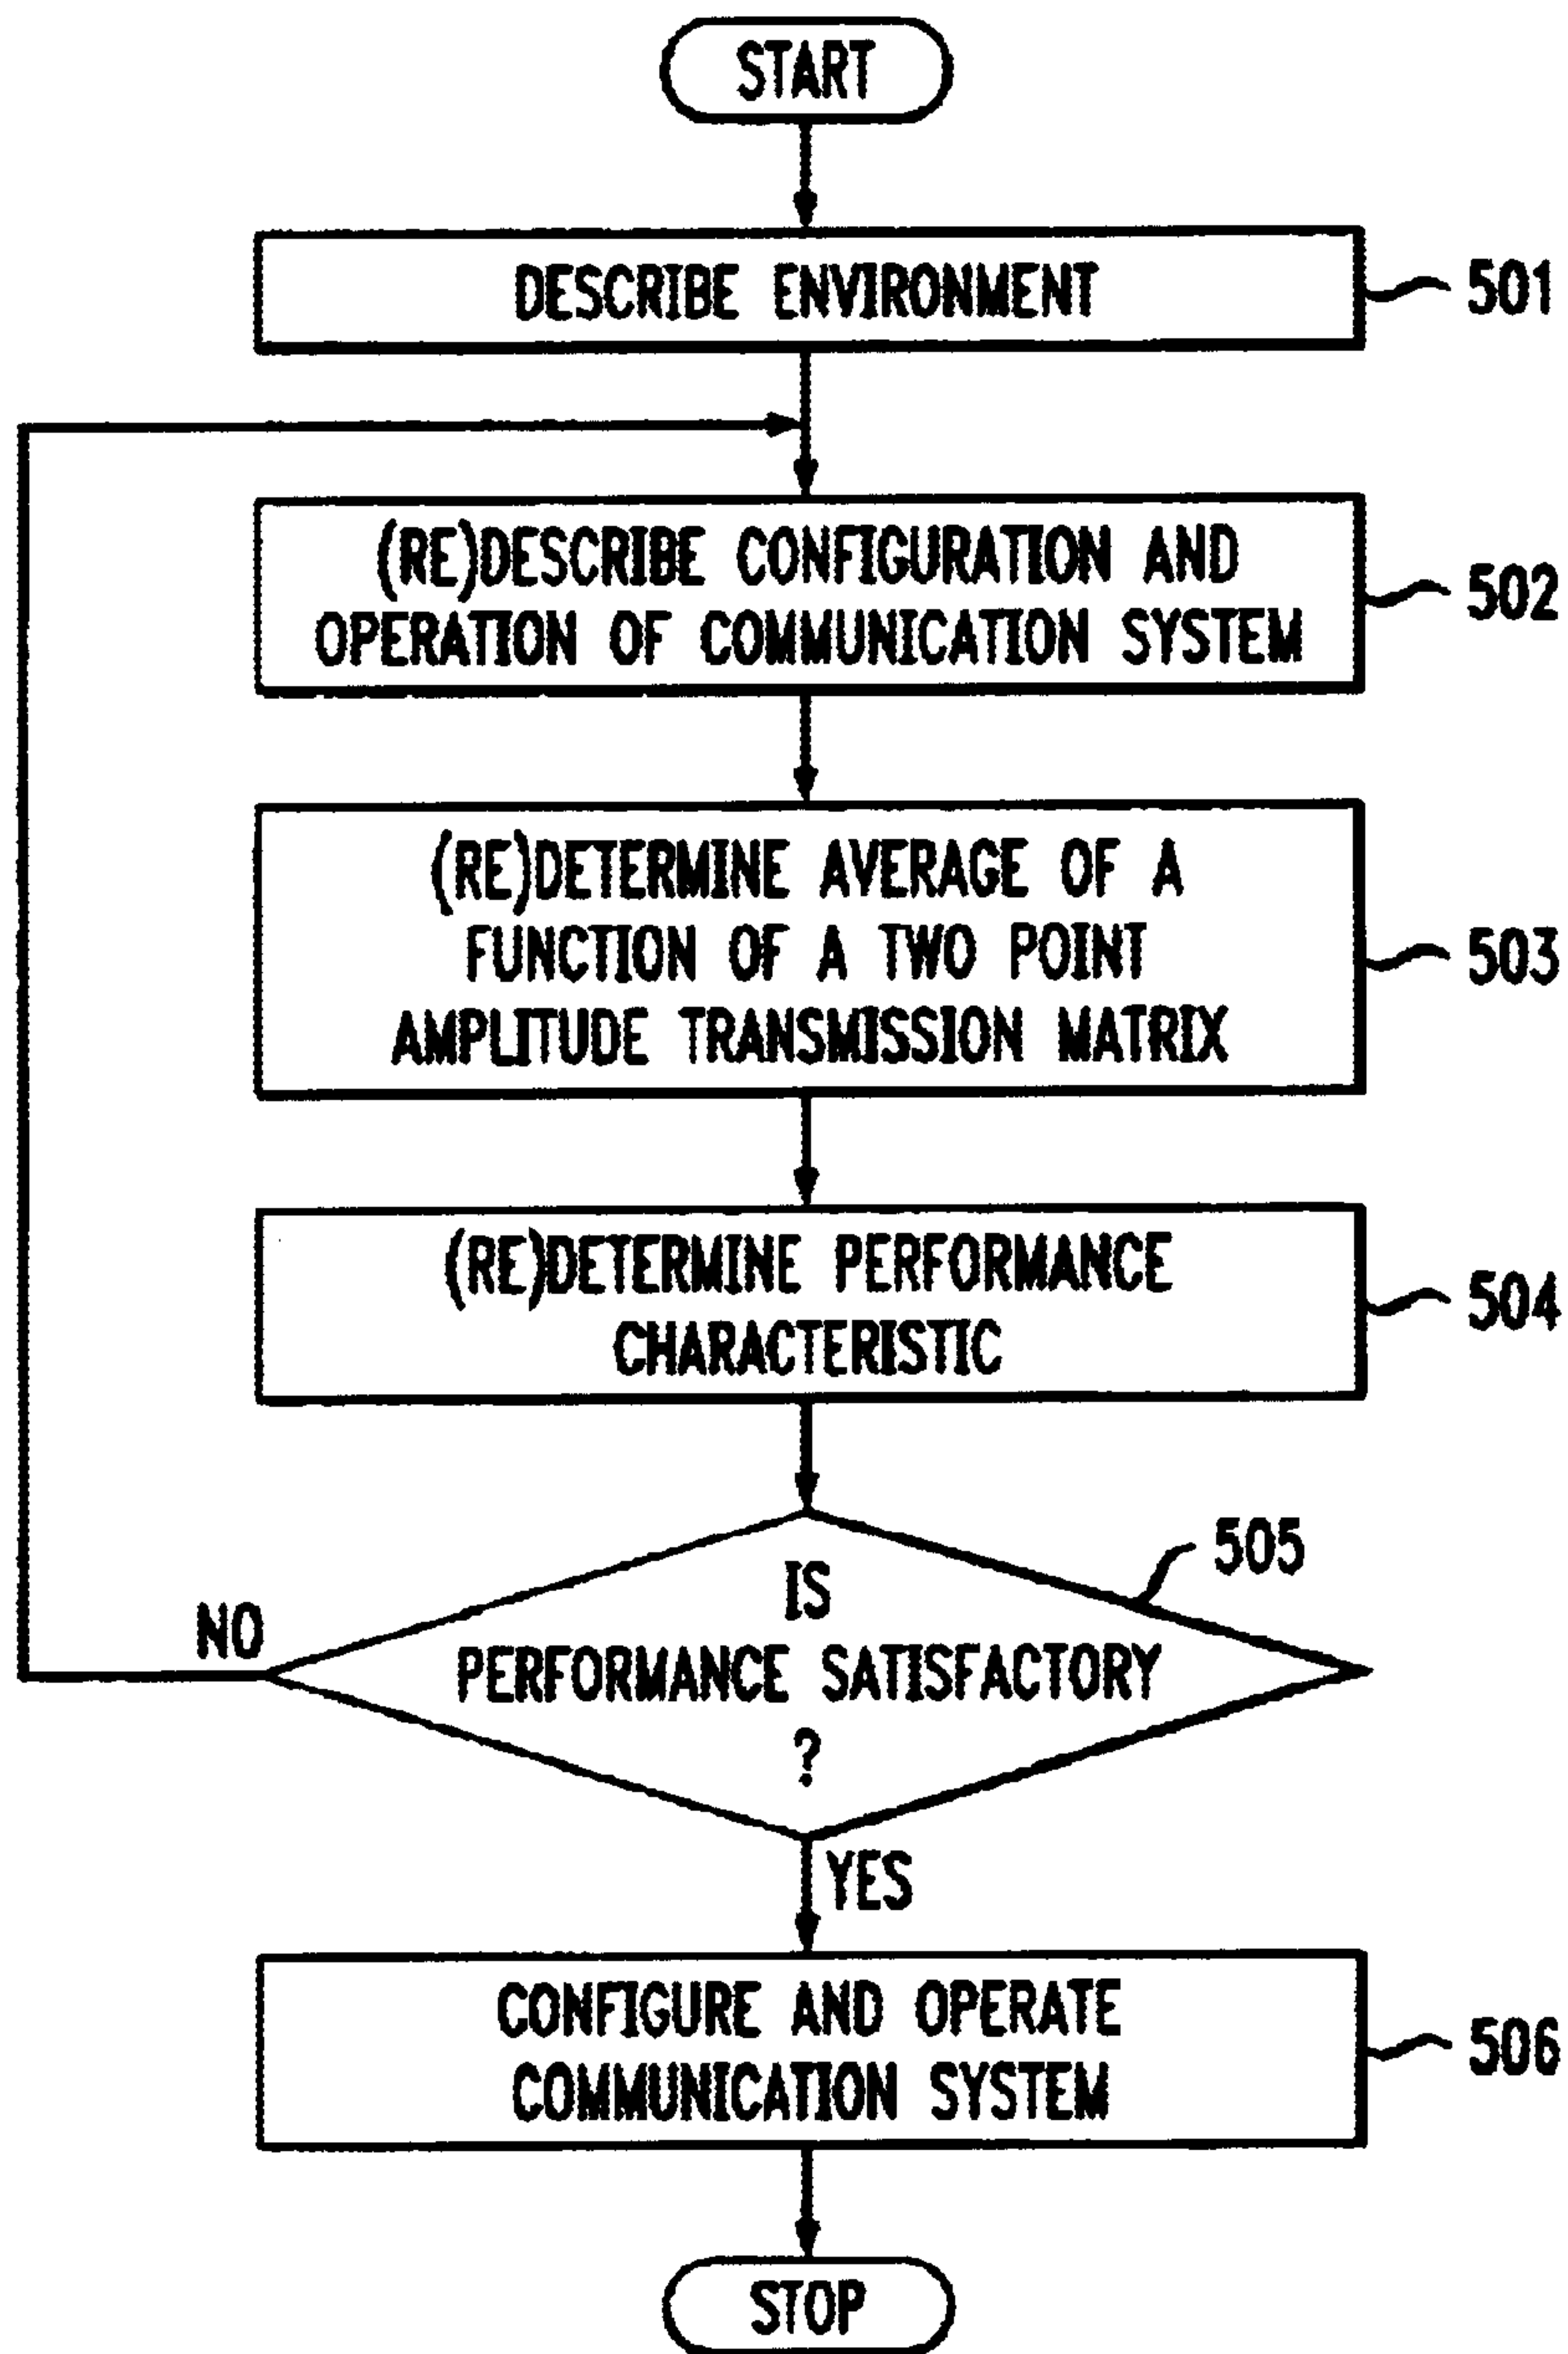 START
DESCRIBE ENVIRONMENT
501
(RE)DESCRIBE CONFIGURATION AND
OPERATION OF COMMUNICATION SYSTEM
502
(RE)DETERMINE AVERAGE OF A
FUNCTION OF A TWO POINT
AMPLITUDE TRANSMISSION MATRIX
503
(RE)DETERMINE PERFORMANCE
CHARACTERISTIC
504
IS
PERFORMANCE SATISFACTORY
?
505
NO
YES
CONFIGURE AND OPERATE
COMMUNICATION SYSTEM
506
STOP